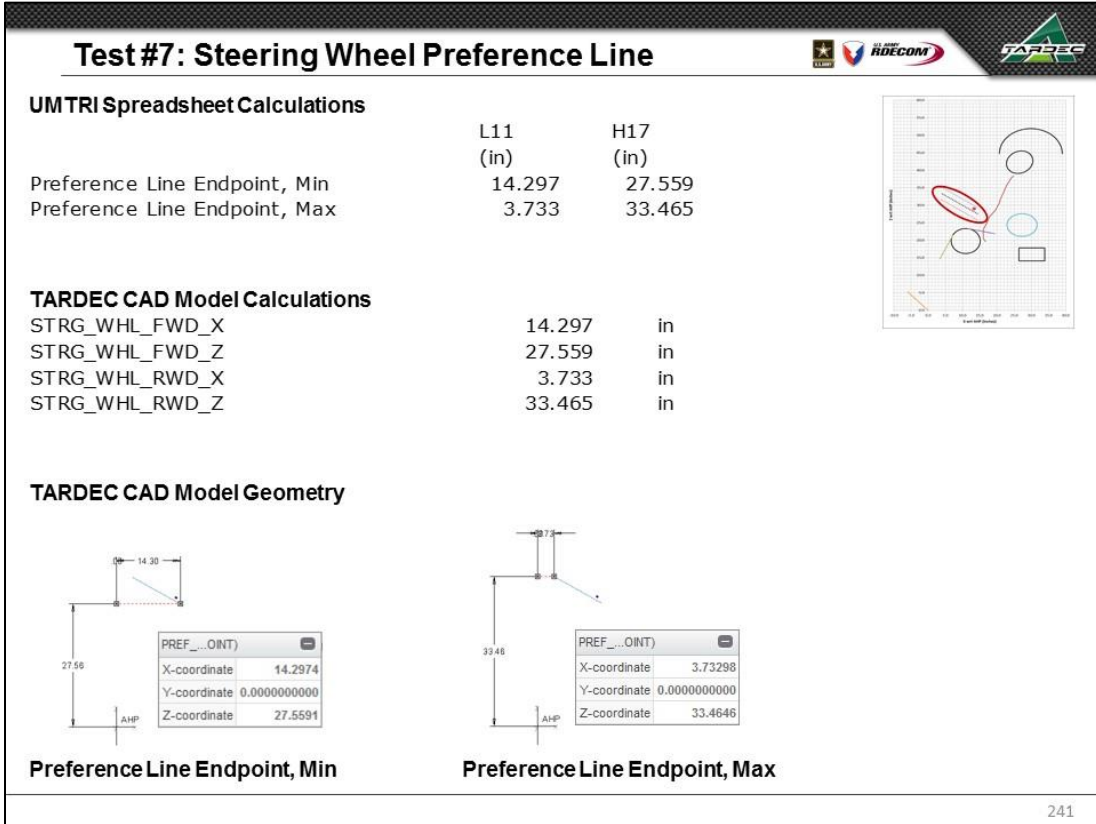 Test #7: Steering Wheel Preference Line
U.S. ARMY
U.S. ARMY
RDECOM
TARDEC
UMTRI Spreadsheet Calculations
L11 H17
(in) (in)
Preference Line Endpoint, Min 14.297 27.559
Preference Line Endpoint, Max 3.733 33.465
TARDEC CAD Model Calculations
STRG_WHL_FWD_X 14.297 in
STRG_WHL_FWD_Z 27.559 in
STRG_WHL_RWD_X 3.733 in
STRG_WHL_RWD_Z 33.465 in
TARDEC CAD Model Geometry
14.30
27.56
AHP
PREF_...OINT)
X-coordinate 14.2974
Y-coordinate 0.0000000000
Z-coordinate 27.5591
33.46
AHP
PREF_...OINT)
X-coordinate 3.73298
Y-coordinate 0.0000000000
Z-coordinate 33.4646
Preference Line Endpoint, Min
Preference Line Endpoint, Max
241